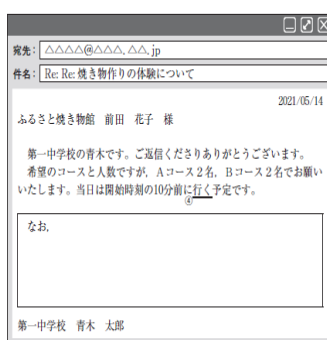 宛先： △△△△@△△△.△△.jp
件名： Re: Re: 焼き物作りの体験について
2021/05/14
ふるさと焼き物館　前田　花子　様
第一中学校の青木です。ご返信くださりありがとうございます。
希望のコースと人数ですが，Aコース2名，Bコース2名でお願い
いたします。当日は開始時刻の10分前に行く予定です。
④
なお，
第一中学校　青木　太郎